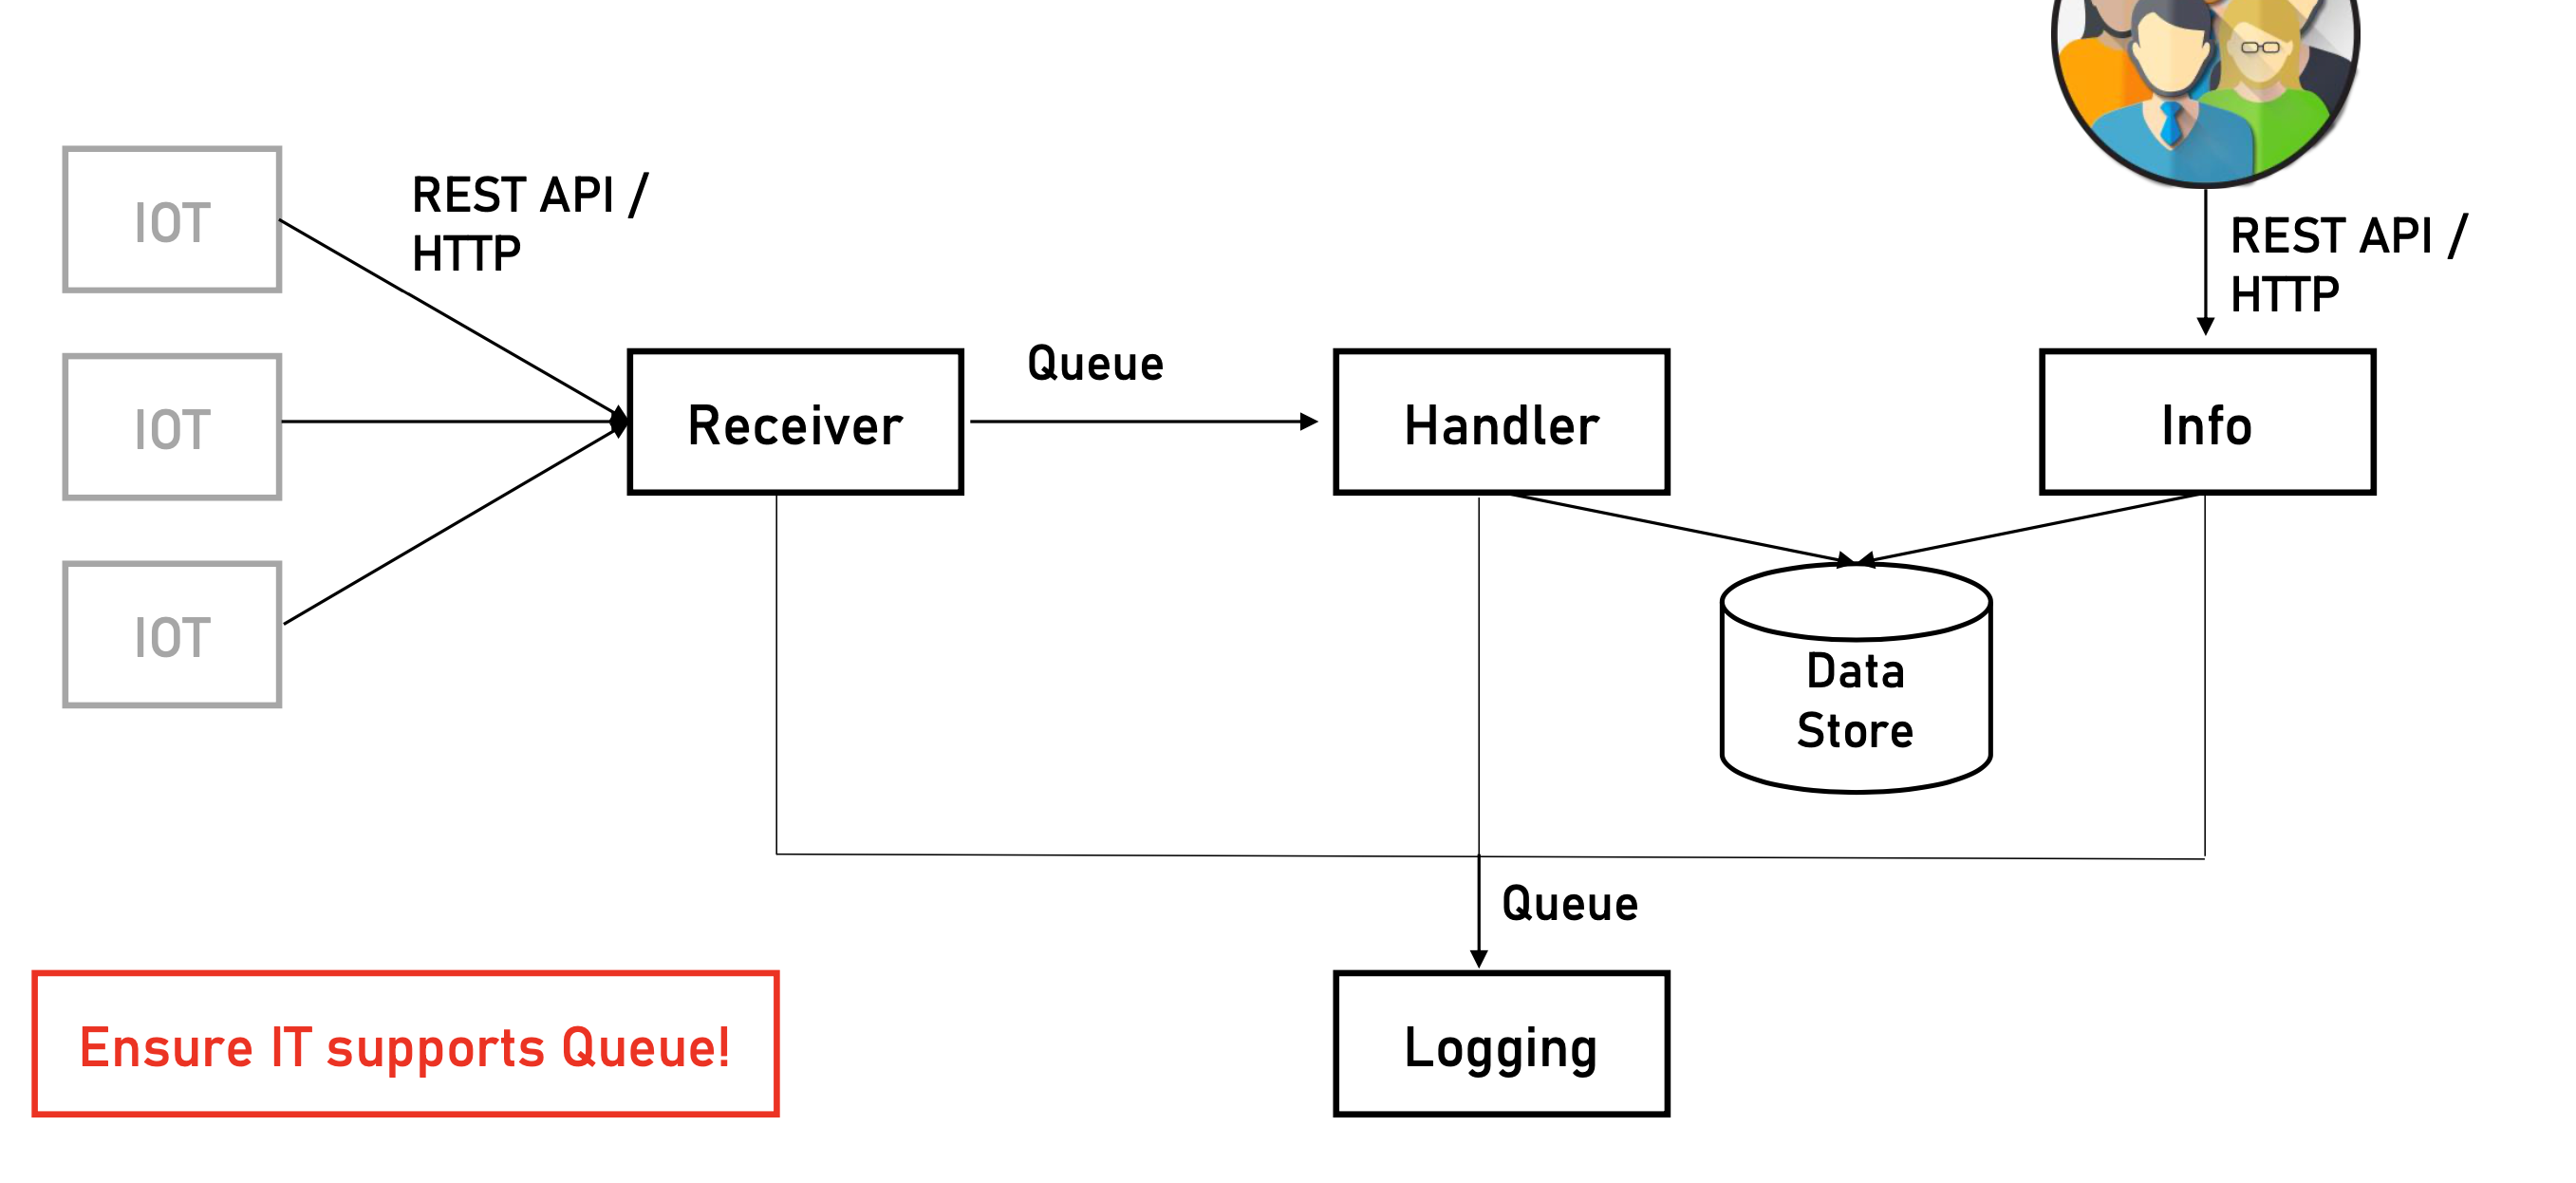 IOT
REST API /
HTTP
REST API /
HTTP
IOT
Receiver
Queue
Handler
Info
IOT
Data
Store
Queue
Ensure IT supports Queue!
Logging